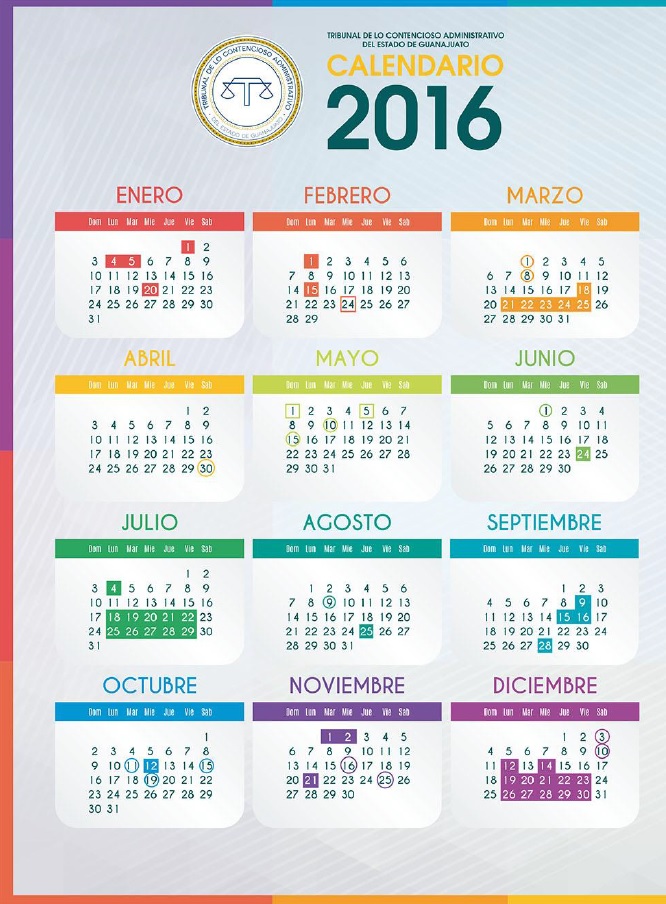 TRIBUNAL DE LO CONTENCIOSO ADMINISTRATIVO
DEL ESTADO DE GUANAJUATO
TRIBUNAL DE LO CONTENCIOSO ADMINISTRATIVO
DEL ESTADO DE GUANAJUATO
CALENDARIO
2016
ENERO
Dom Lun Mar Mie Jue Vie Sab
1 2
3 4 5 6 7 8 9
10 11 12 13 14 15 16
17 18 19 20 21 22 23
24 25 26 27 28 29 30
31
FEBRERO
Dom Lun Mar Mie Jue Vie Sab
1 2 3 4 5 6
7 8 9 10 11 12 13
14 15 16 17 18 19 20
21 22 23 24 25 26 27
28 29
MARZO
Dom Lun Mar Mie Jue Vie Sab
1 2 3 4 5
6 7 8 9 10 11 12
13 14 15 16 17 18 19
20 21 22 23 24 25 26
27 28 29 30 31
ABRIL
Dom Lun Mar Mie Jue Vie Sab
1 2
3 4 5 6 7 8 9
10 11 12 13 14 15 16
17 18 19 20 21 22 23
24 25 26 27 28 29 30
MAYO
Dom Lun Mar Mie Jue Vie Sab
1 2 3 4 5 6 7
8 9 10 11 12 13 14
15 16 17 18 19 20 21
22 23 24 25 26 27 28
29 30 31
JUNIO
Dom Lun Mar Mie Jue Vie Sab
1 2 3 4
5 6 7 8 9 10 11
12 13 14 15 16 17 18
19 20 21 22 23 24 25
26 27 28 29 30
JULIO
Dom Lun Mar Mie Jue Vie Sab
1 2
3 4 5 6 7 8 9
10 11 12 13 14 15 16
17 18 19 20 21 22 23
24 25 26 27 28 29 30
31
AGOSTO
Dom Lun Mar Mie Jue Vie Sab
1 2 3 4 5 6
7 8 9 10 11 12 13
14 15 16 17 18 19 20
21 22 23 24 25 26 27
28 29 30 31
SEPTIEMBRE
Dom Lun Mar Mie Jue Vie Sab
1 2 3
4 5 6 7 8 9 10
11 12 13 14 15 16 17
18 19 20 21 22 23 24
25 26 27 28 29 30
OCTUBRE
Dom Lun Mar Mie Jue Vie Sab
1
2 3 4 5 6 7 8
9 10 11 12 13 14 15
16 17 18 19 20 21 22
23 24 25 26 27 28 29
30 31
NOVIEMBRE
Dom Lun Mar Mie Jue Vie Sab
1 2 3 4 5
6 7 8 9 10 11 12
13 14 15 16 17 18 19
20 21 22 23 24 25 26
27 28 29 30
DICIEMBRE
Dom Lun Mar Mie Jue Vie Sab
1 2 3
4 5 6 7 8 9 10
11 12 13 14 15 16 17
18 19 20 21 22 23 24
25 26 27 28 29 30 31